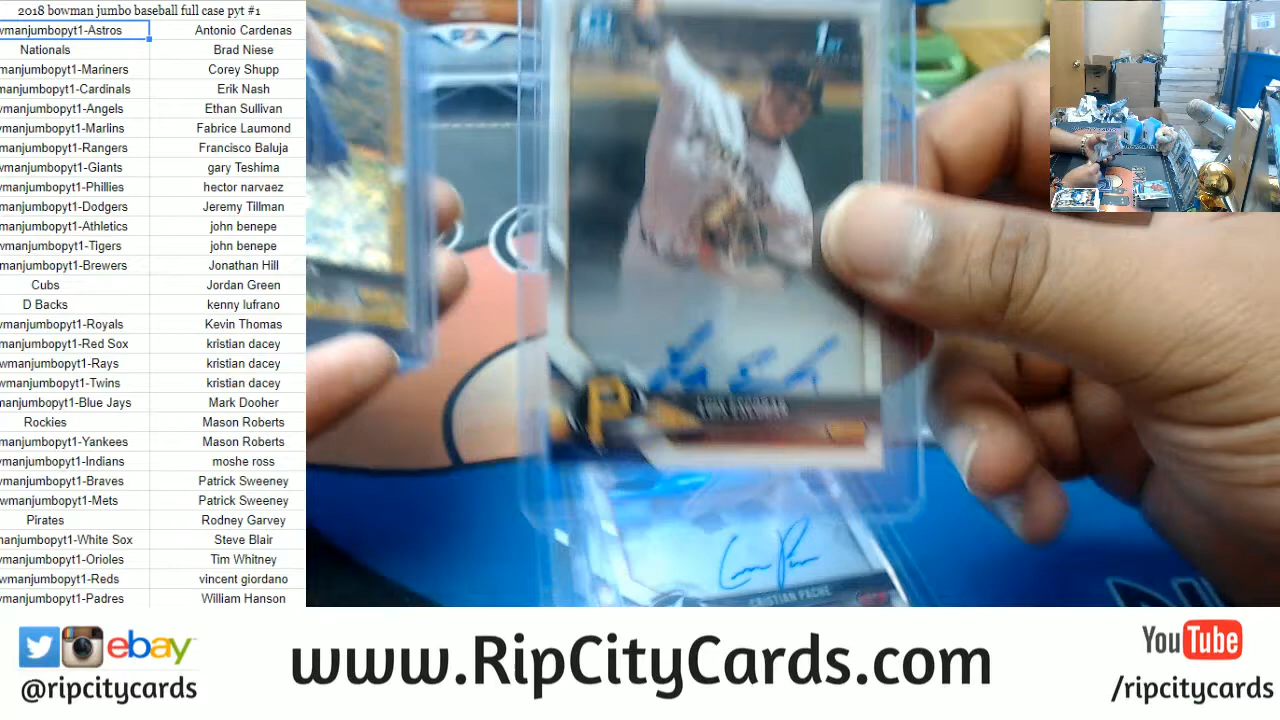 2018 bowman jumbo baseball full case pyt #1
wmanjumbopyt1-Astros Antonio Cardenas
Nationals Brad Niese
manjumbopyt1-Mariners Corey Shupp
manjumbopyt1-Cardinals Erik Nash
wmanjumbopyt1-Angels Ethan Sullivan
wmanjumbopyt1-Marlins Fabrice Laumond
manjumbopyt1-Rangers Francisco Baluja
wmanjumbopyt1-Giants gary Teshima
manjumbopyt1-Phillies hector narvaez
manjumbopyt1-Dodgers Jeremy Tillman
manjumbopyt1-Athletics john benepe
wmanjumbopyt1-Tigers john benepe
manjumbopyt1-Brewers Jonathan Hill
Cubs Jordan Green
D Backs kenny lufrano
wmanjumbopyt1-Royals Kevin Thomas
manjumbopyt1-Red Sox kristian dacey
owmanjumbopyt1-Rays kristian dacey
wmanjumbopyt1-Twins kristian dacey
manjumbopyt1-Blue Jays Mark Dooher
Rockies Mason Roberts
manjumbopyt1-Yankees Mason Roberts
wmanjumbopyt1-Indians moshe ross
wmanjumbopyt1-Braves Patrick Sweeney
wmanjumbopyt1-Mets Patrick Sweeney
Pirates Rodney Garvey
nanjumbopyt1-White Sox Steve Blair
wmanjumbopyt1-Orioles Tim Whitney
owmanjumbopyt1-Reds vincent giordano
wmanjumbopyt1-Padres William Hanson
1st
P
CRISTIAN PACHE
ebay
@ripcitycards
www.RipCityCards.com
YouTube
/ripcitycards